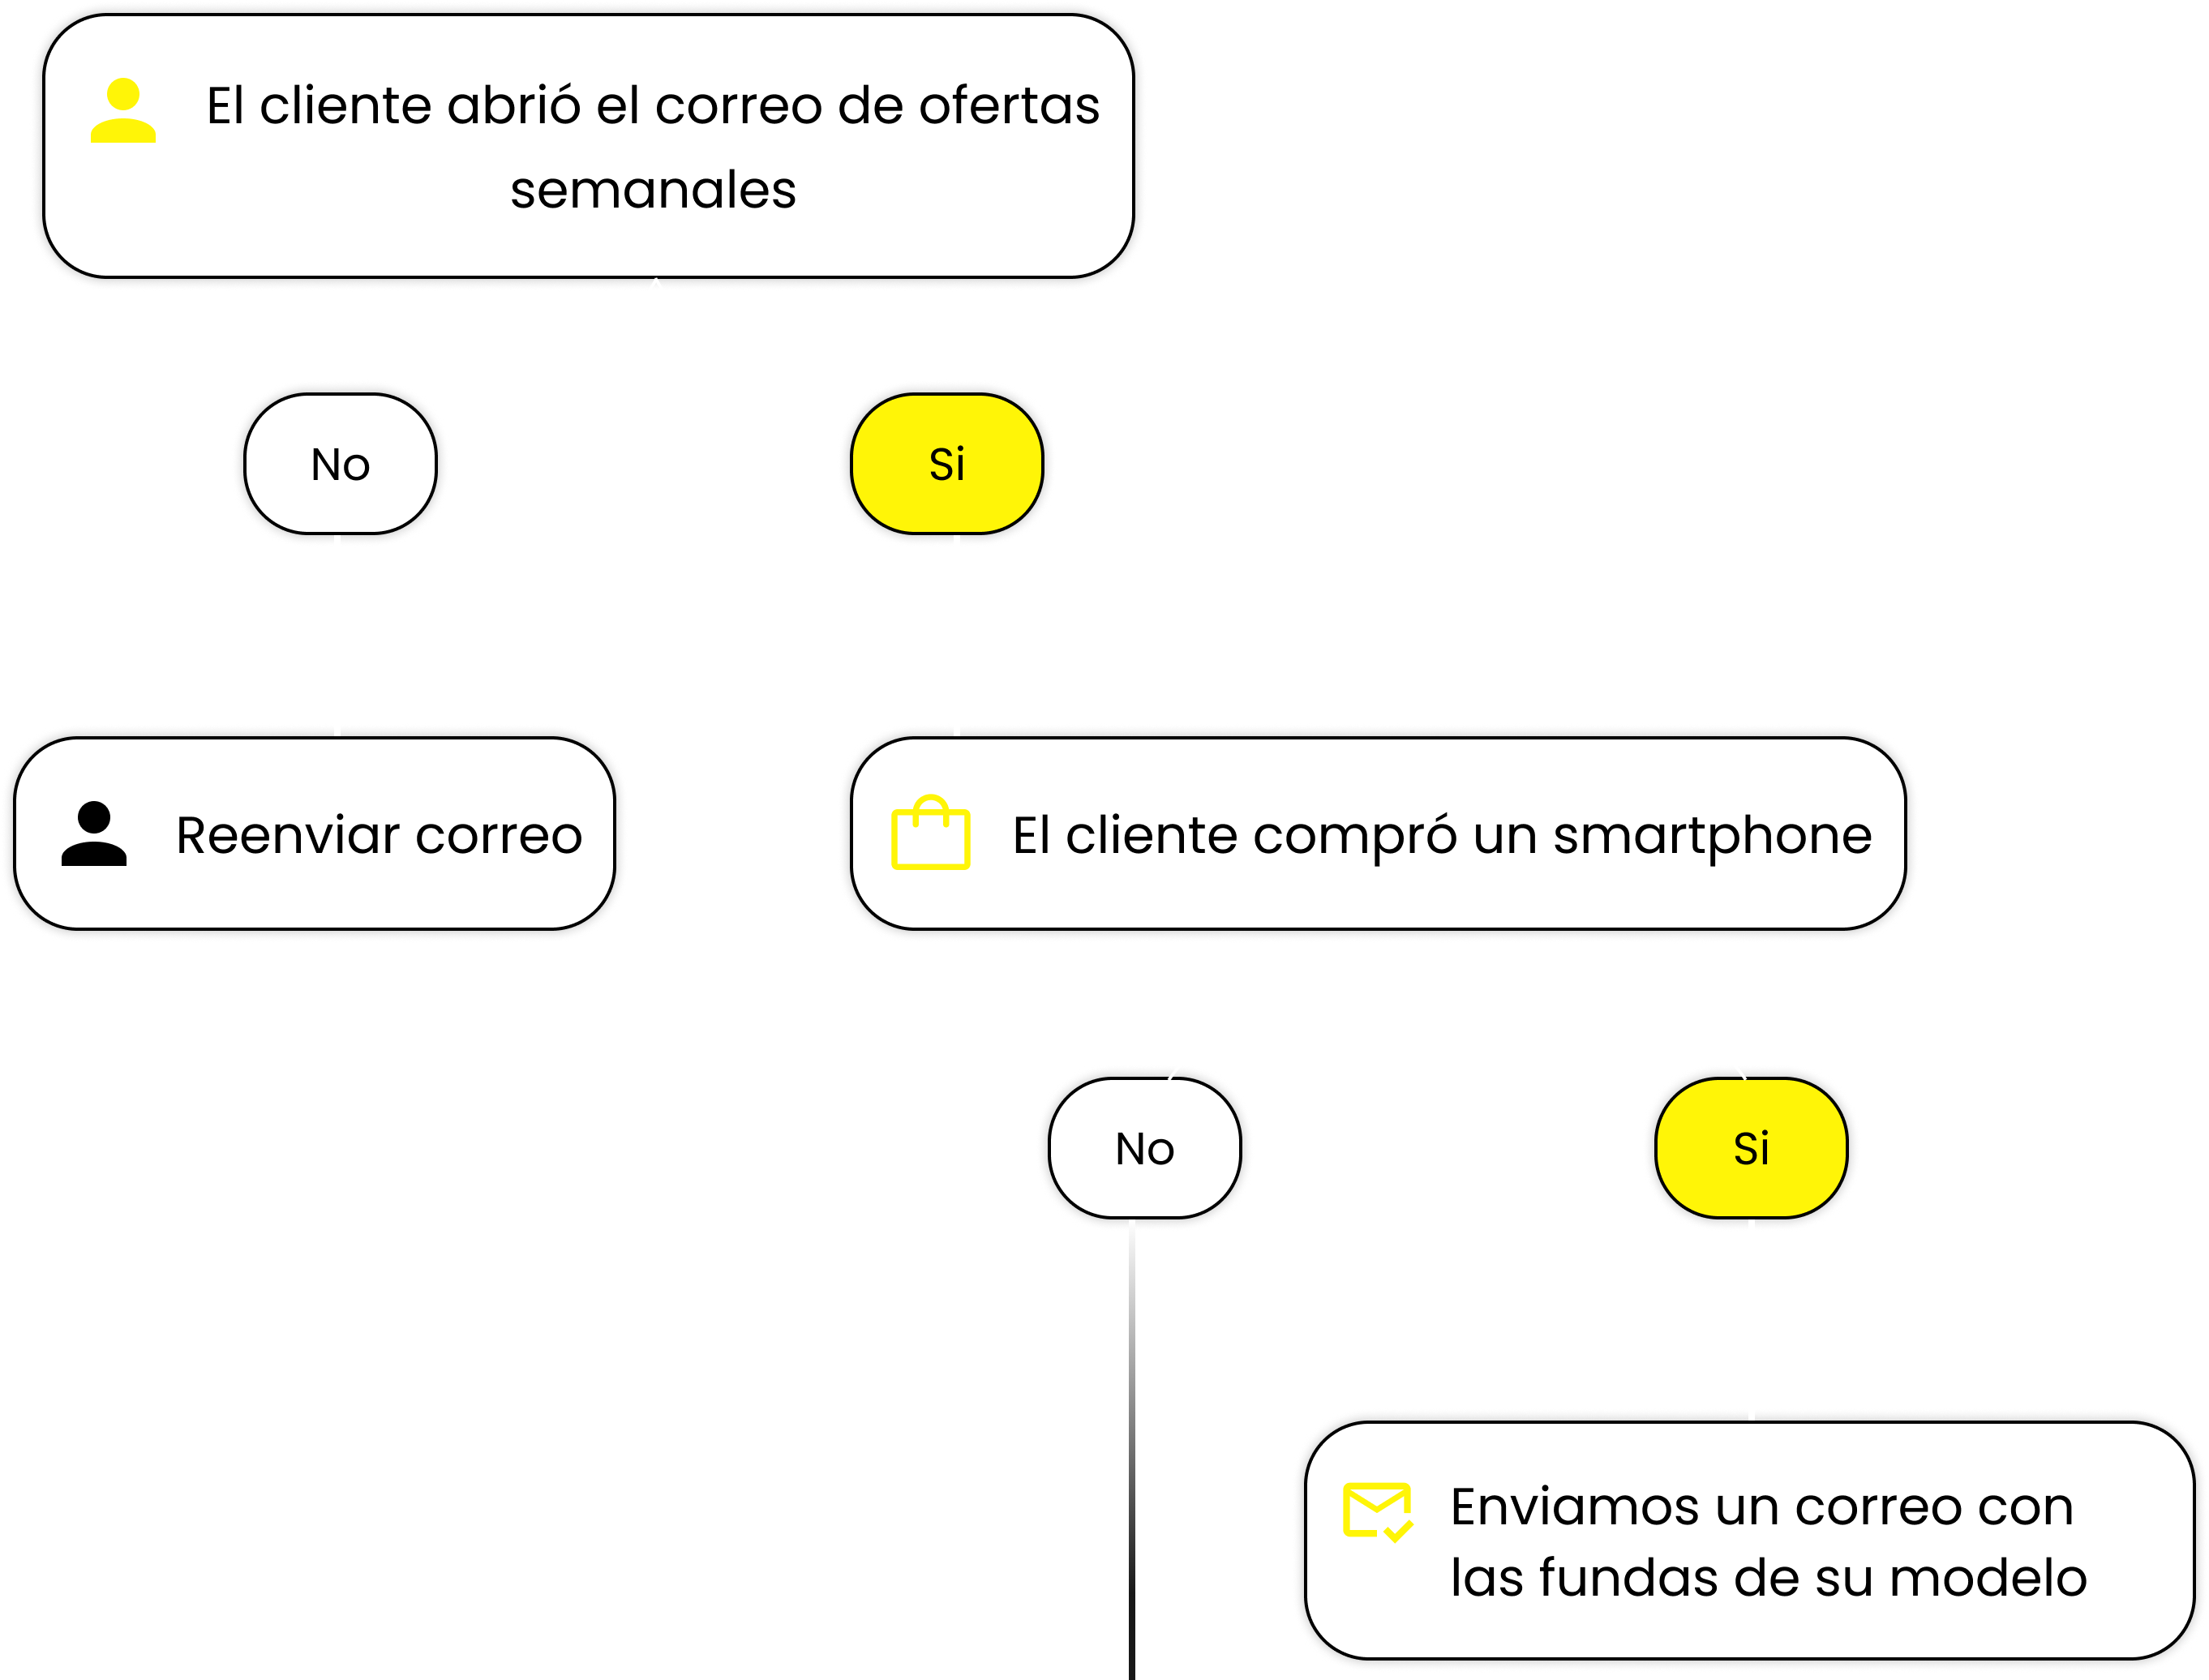 El cliente abrió el correo de ofertas
semanales
No
Si
Reenviar correo
El cliente compró un smartphone
No
Si
Enviamos un correo con
las fundas de su modelo